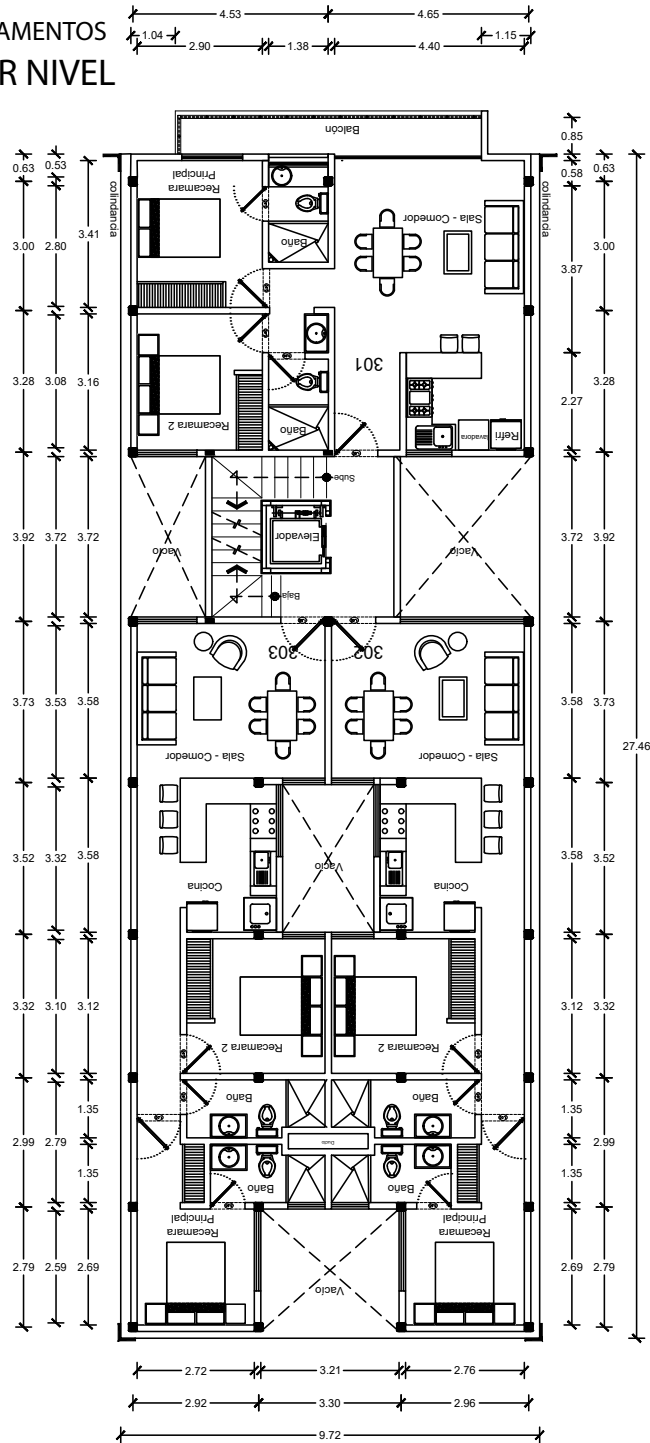 AMENTOS
R NIVEL
4.53 4.65
1.04 1.15
2.90 1.38 4.40
Balcón
0.85
0.63 0.53 0.58 0.63
colindancia colindancia
Recamara
Principal
Sala - Comedor
Baño
3.00 2.80 3.41 3.87 3.00
301
3.28 3.08 3.16 2.27 3.28
Recamara 2
Baño
lavadora
Refri
Sube
Elevador
Vacío Vacío
3.92 3.72 3.72 3.72 3.92
Baja
303 302
3.73 3.53 3.58 3.58 3.73
27.46
Sala - Comedor Sala - Comedor
3.52 3.32 3.58 3.58 3.52
Vacío
Cocina Cocina
3.32 3.10 3.12 3.12 3.32
Recamara 2 Recamara 2
Baño Baño
1.35 1.35
Ducto
2.99 2.79 2.99
1.35 1.35
Baño Baño
Recamara
Principal
Recamara
Principal
2.79 2.59 2.69 2.69 2.79
Vacío
2.72 3.21 2.76
2.92 3.30 2.96
9.72